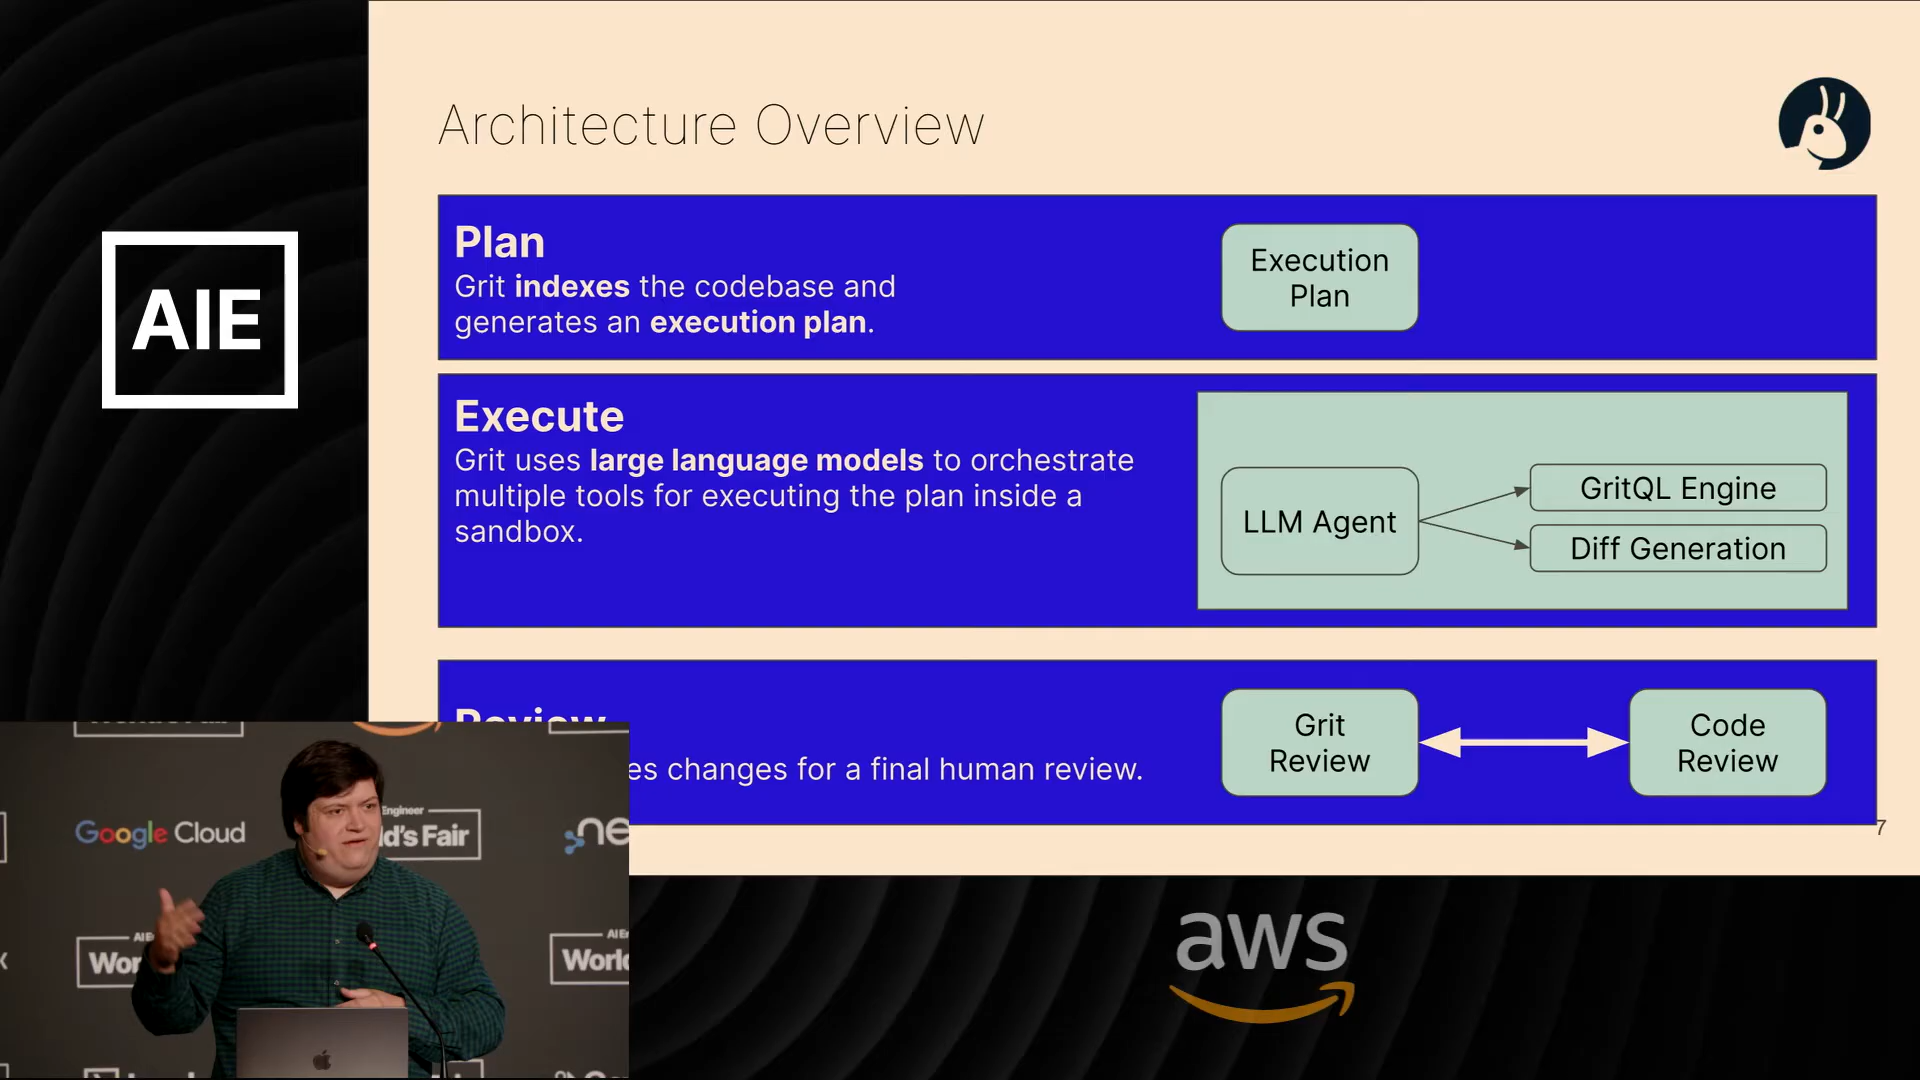 Architecture Overview
AIE
Plan
Grit indexes the codebase and
generates an execution plan.
Execution
Plan
Execute
Grit uses large language models to orchestrate
multiple tools for executing the plan inside a
sandbox.
LLM Agent
GritQL Engine
Diff Generation
Review
es changes for a final human review.
Grit
Review
Code
Review
7
Google Cloud
Engineer
ld's Fair
ne
AIE
Wor
AIE
World
aws